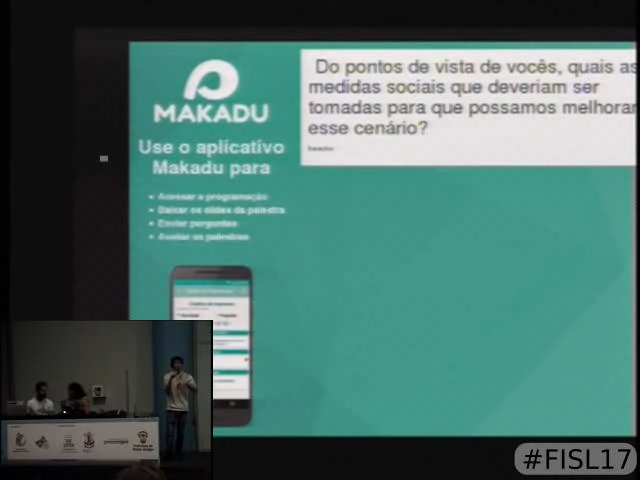 MAKADU
Use o aplicativo
Makadu para
Acessar a programação
Baixar os slides da palestra
Enviar perguntas
Avaliar os palestras
Do pontos de vista de vocês, quais as
medidas sociais que deveriam ser
tomadas para que possamos melhorar
esse cenário?
#FISL17